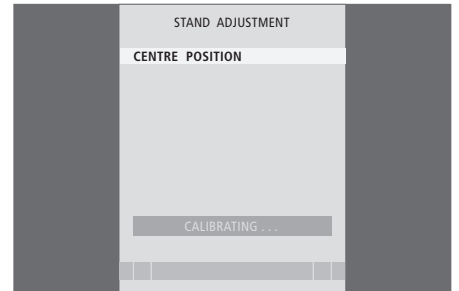 STAND ADJUSTMENT
CENTRE POSITION
CALIBRATING . . .